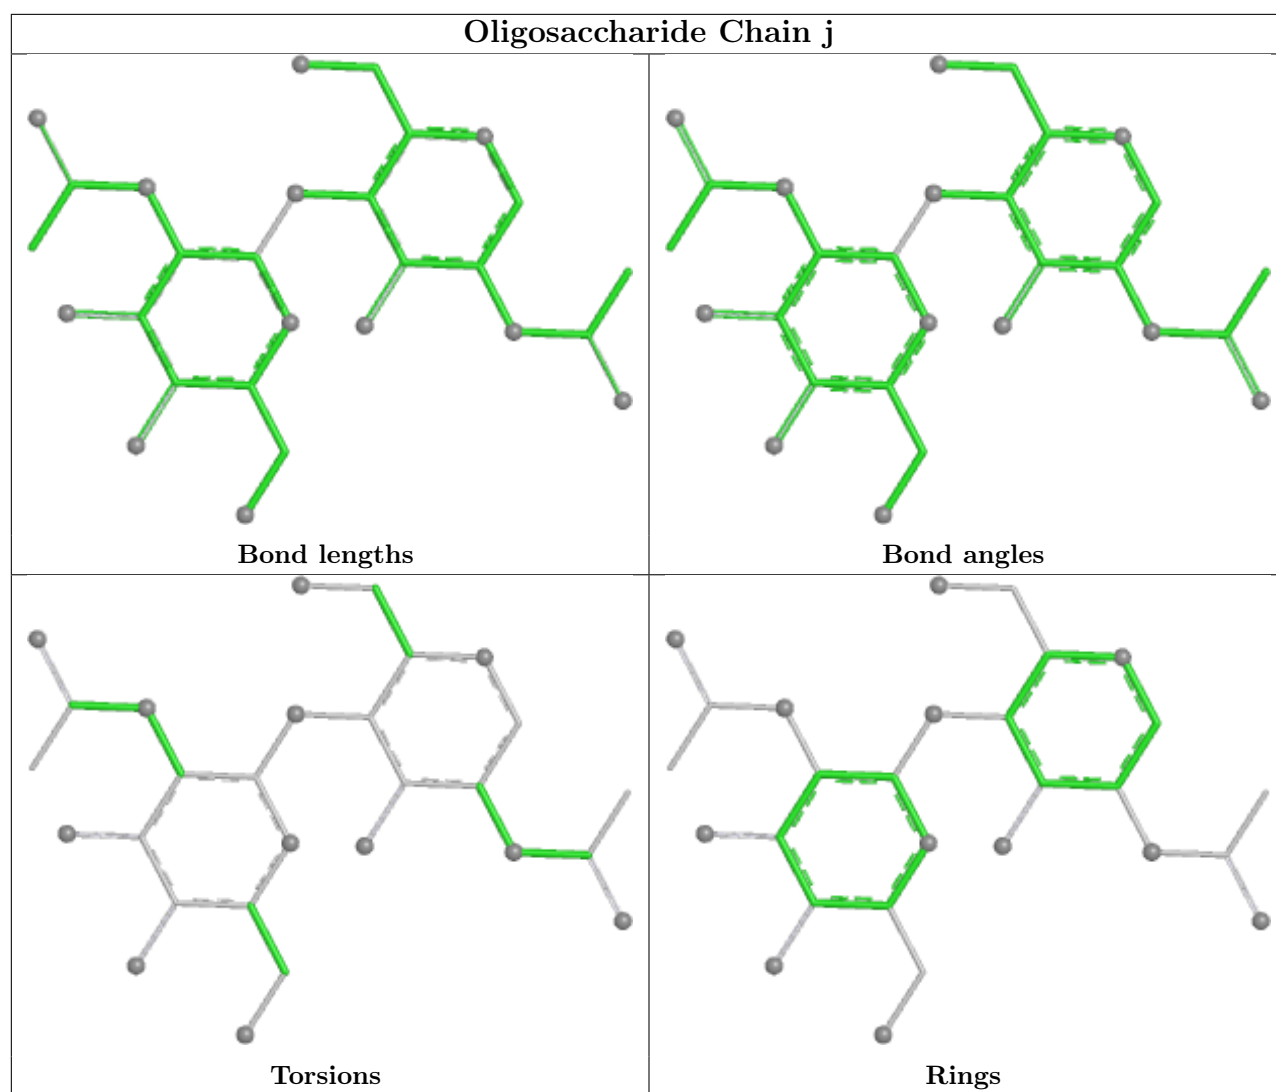 Oligosaccharide Chain j
Bond lengths
Bond angles
Torsions
Rings